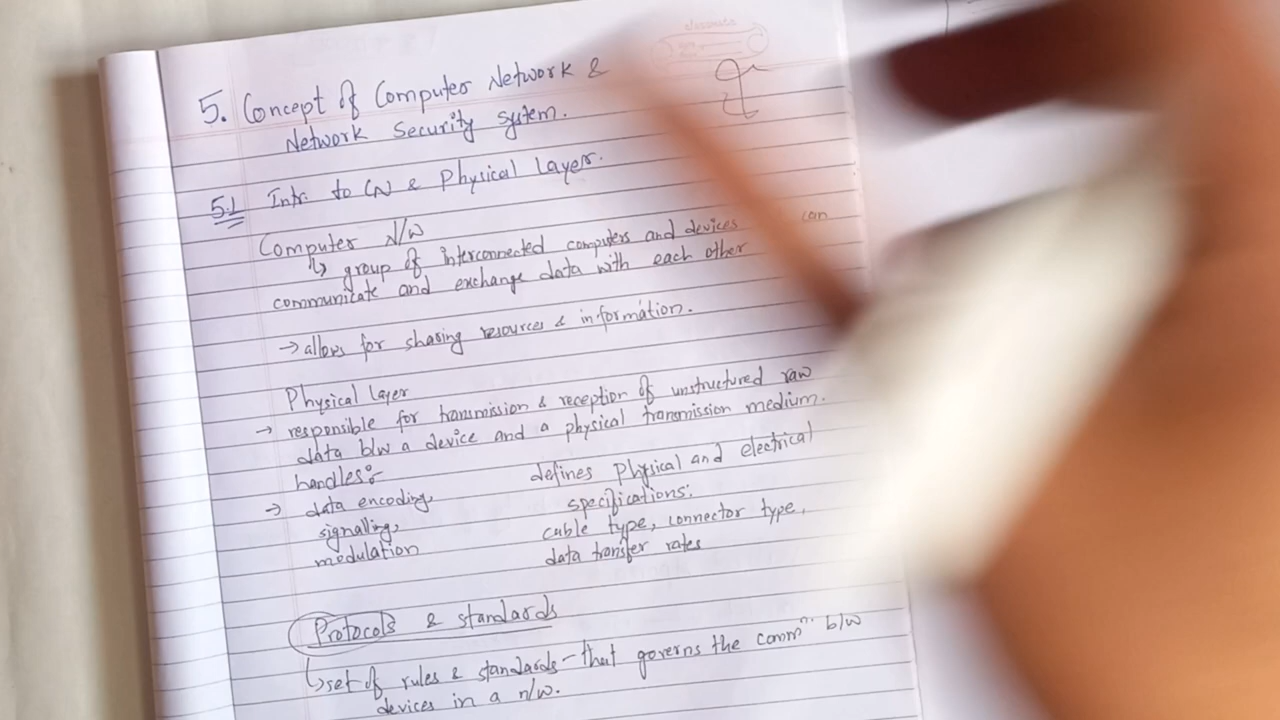 5. Concept of Computer Network &
Network Security system.
5.1 Intr. to CN & Physical Layer.
Computer N/W
↳ group of interconnected computers and devices can
communicate and exchange data with each other
→ allows for sharing resources & information.
Physical Layer
→ responsible for transmission & reception of unstructured raw
data b/w a device and a physical transmission medium.
handles:-
→ data encoding,
signalling,
modulation
defines physical and electrical
specifications:
cable type, connector type,
data transfer rates
Protocols & standards
↳ set of rules & standards - that governs the commⁿ b/w
devices in a n/w.